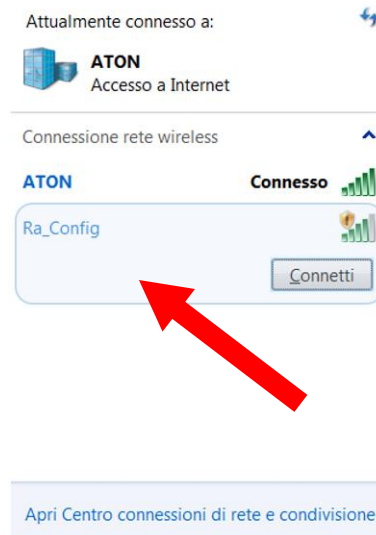 Attualmente connesso a:
ATON
Accesso a Internet
Connessione rete wireless
ATON Connesso
Ra_Config
Connetti
Apri Centro connessioni di rete e condivisione